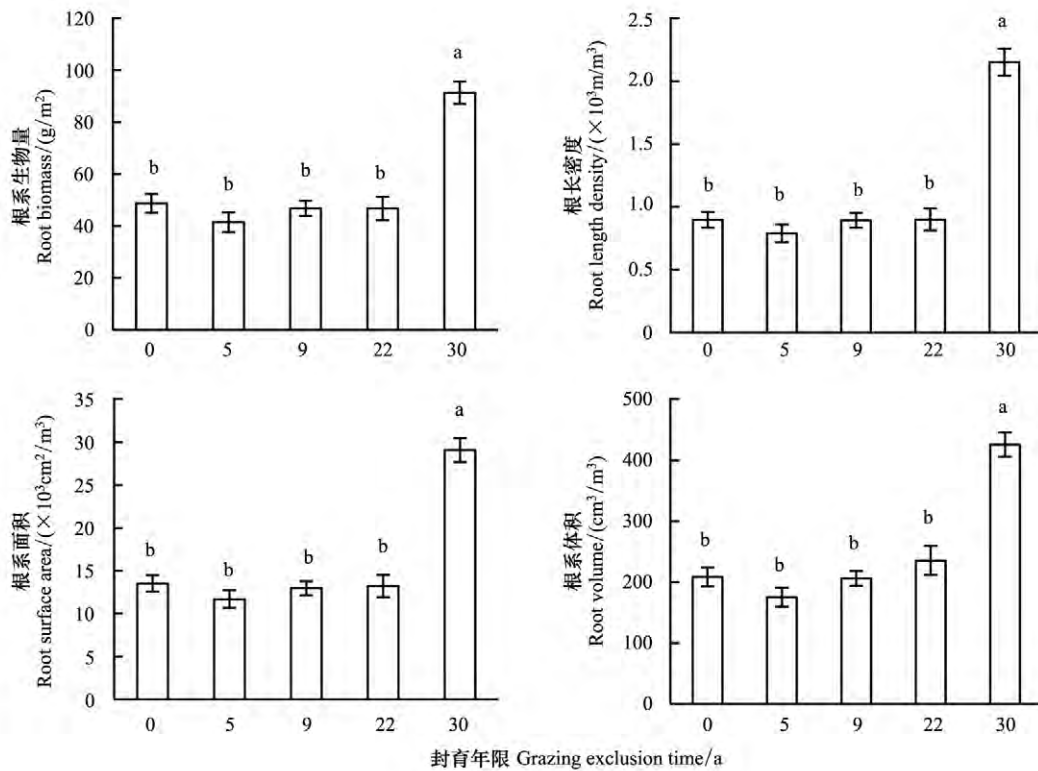 根系生物量
Root biomass/(g/m²)
120
100
80
60
40
20
0
b
b
b
b
a
0 5 9 22 30
根长密度
Root length density/(×10³m/m³)
2.5
2.0
1.5
1.0
0.5
0
b
b
b
b
a
0 5 9 22 30
根系面积
Root surface area/(×10³cm²/m³)
35
30
25
20
15
10
5
0
b
b
b
b
a
0 5 9 22 30
根系体积
Root volume/(cm³/m³)
500
400
300
200
100
0
b
b
b
b
a
0 5 9 22 30
封育年限 Grazing exclusion time/a